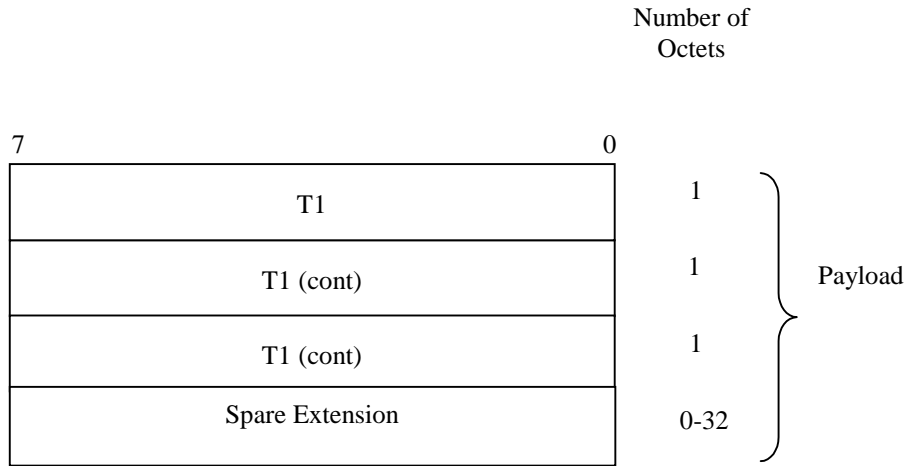 Number of
Octets
7 0
T1 1
T1 (cont) 1
Payload
T1 (cont) 1
Spare Extension 0-32